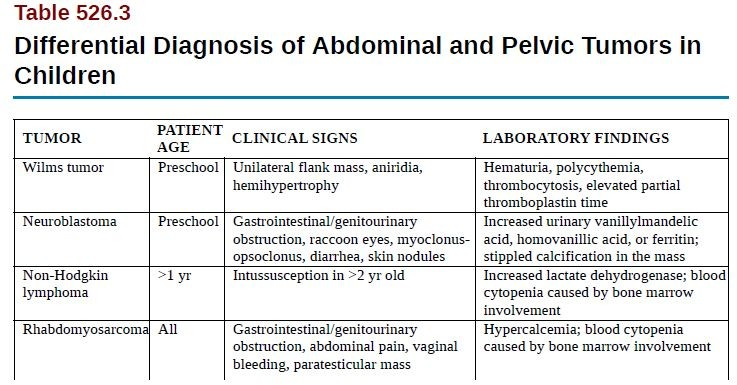 Table 526.3
Differential Diagnosis of Abdominal and Pelvic Tumors in
Children
TUMOR
PATIENT
AGE
CLINICAL SIGNS
LABORATORY FINDINGS
Wilms tumor
Preschool
Unilateral flank mass, aniridia,
hemihypertrophy
Hematuria, polycythemia,
thrombocytosis, elevated partial
thromboplastin time
Neuroblastoma
Preschool
Gastrointestinal/genitourinary
obstruction, raccoon eyes, myoclonus-
opsoclonus, diarrhea, skin nodules
Increased urinary vanillylmandelic
acid, homovanillic acid, or ferritin;
stippled calcification in the mass
Non-Hodgkin
lymphoma
>1 yr
Intussusception in >2 yr old
Increased lactate dehydrogenase; blood
cytopenia caused by bone marrow
involvement
Rhabdomyosarcoma
All
Gastrointestinal/genitourinary
obstruction, abdominal pain, vaginal
bleeding, paratesticular mass
Hypercalcemia; blood cytopenia
caused by bone marrow involvement